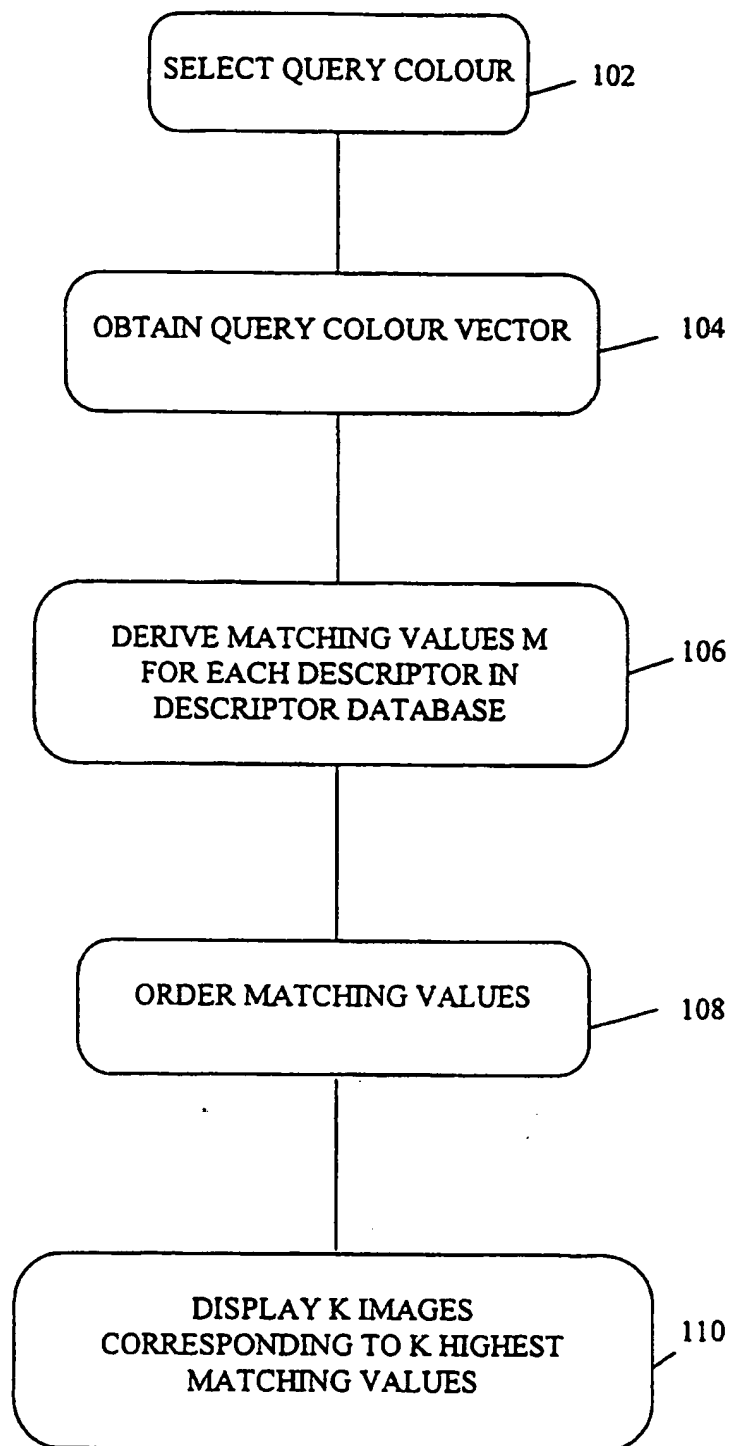 SELECT QUERY COLOUR
102
OBTAIN QUERY COLOUR VECTOR
104
DERIVE MATCHING VALUES M
FOR EACH DESCRIPTOR IN
DESCRIPTOR DATABASE
106
ORDER MATCHING VALUES
108
DISPLAY K IMAGES
CORRESPONDING TO K HIGHEST
MATCHING VALUES
110